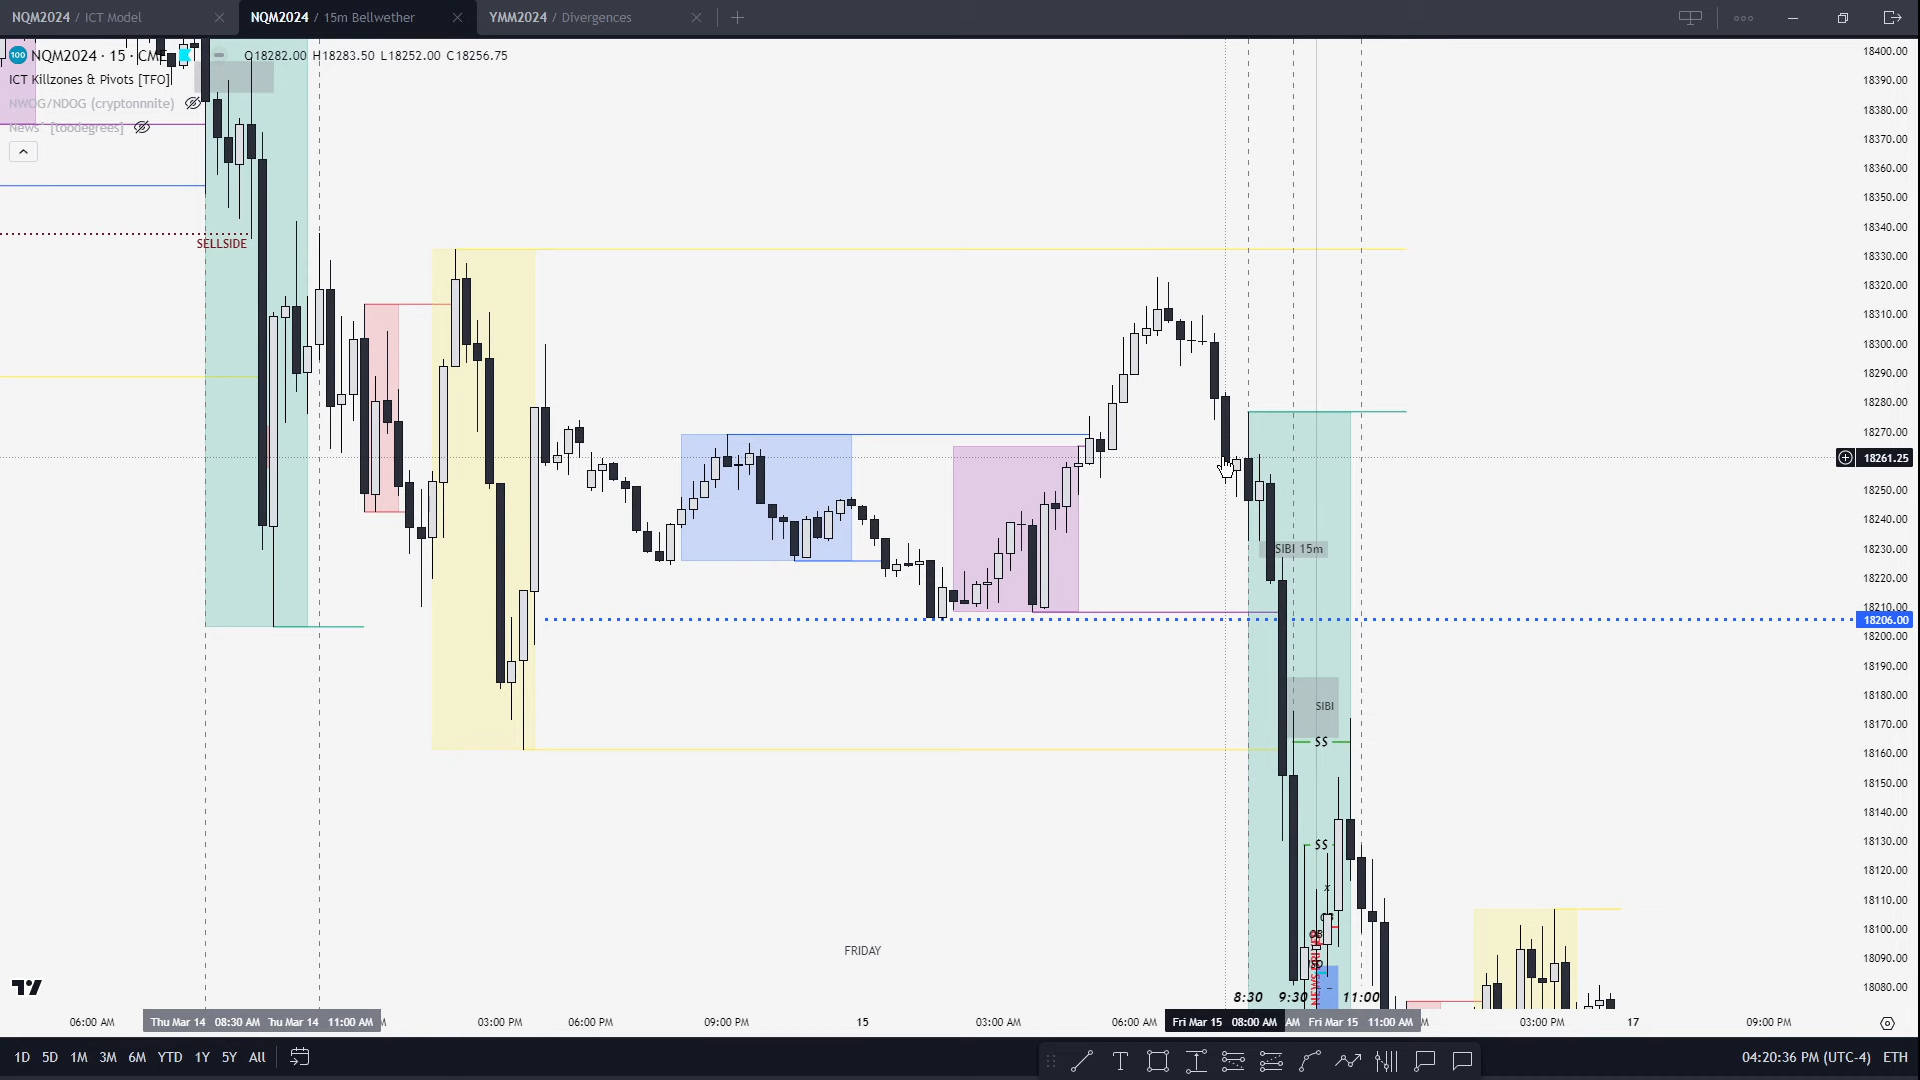 NQM2024 / ICT Model
NQM2024 / 15m Bellwether
YMM2024 / Divergences
NQM2024 · 15 · CME
O18282.00 H18283.50 L18252.00 C18256.75
ICT Killzones & Pivots [TFO]
NWOG/NDOG (cryptonnnite)
[toodegrees]
SELLSIDE
SIBI 15m
SIBI
$$
$$
x
FRIDAY
8:30 9:30 11:00
18400.00
18390.00
18380.00
18370.00
18360.00
18350.00
18340.00
18330.00
18320.00
18310.00
18300.00
18290.00
18280.00
18270.00
18261.25
18250.00
18240.00
18230.00
18220.00
18210.00
18206.00
18200.00
18190.00
18180.00
18170.00
18160.00
18150.00
18140.00
18130.00
18120.00
18110.00
18100.00
18090.00
18080.00
06:00 AM
Thu Mar 14 08:30 AM
Thu Mar 14 11:00 AM
03:00 PM
06:00 PM
09:00 PM
15
03:00 AM
06:00 AM
Fri Mar 15 08:00 AM
Fri Mar 15 11:00 AM
03:00 PM
17
09:00 PM
1D 5D 1M 3M 6M YTD 1Y 5Y All
04:20:36 PM (UTC-4) ETH